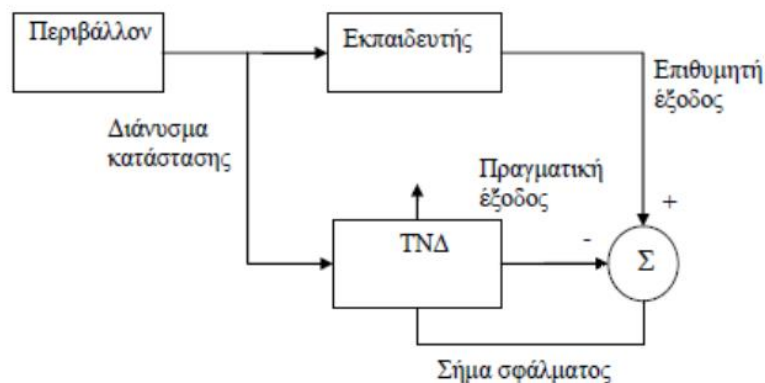 Περιβάλλον
Εκπαιδευτής
Επιθυμητή
έξοδος
Διάνυσμα
κατάστασης
Πραγματική
έξοδος
+
ΤΝΔ
-
Σ
Σήμα σφάλματος